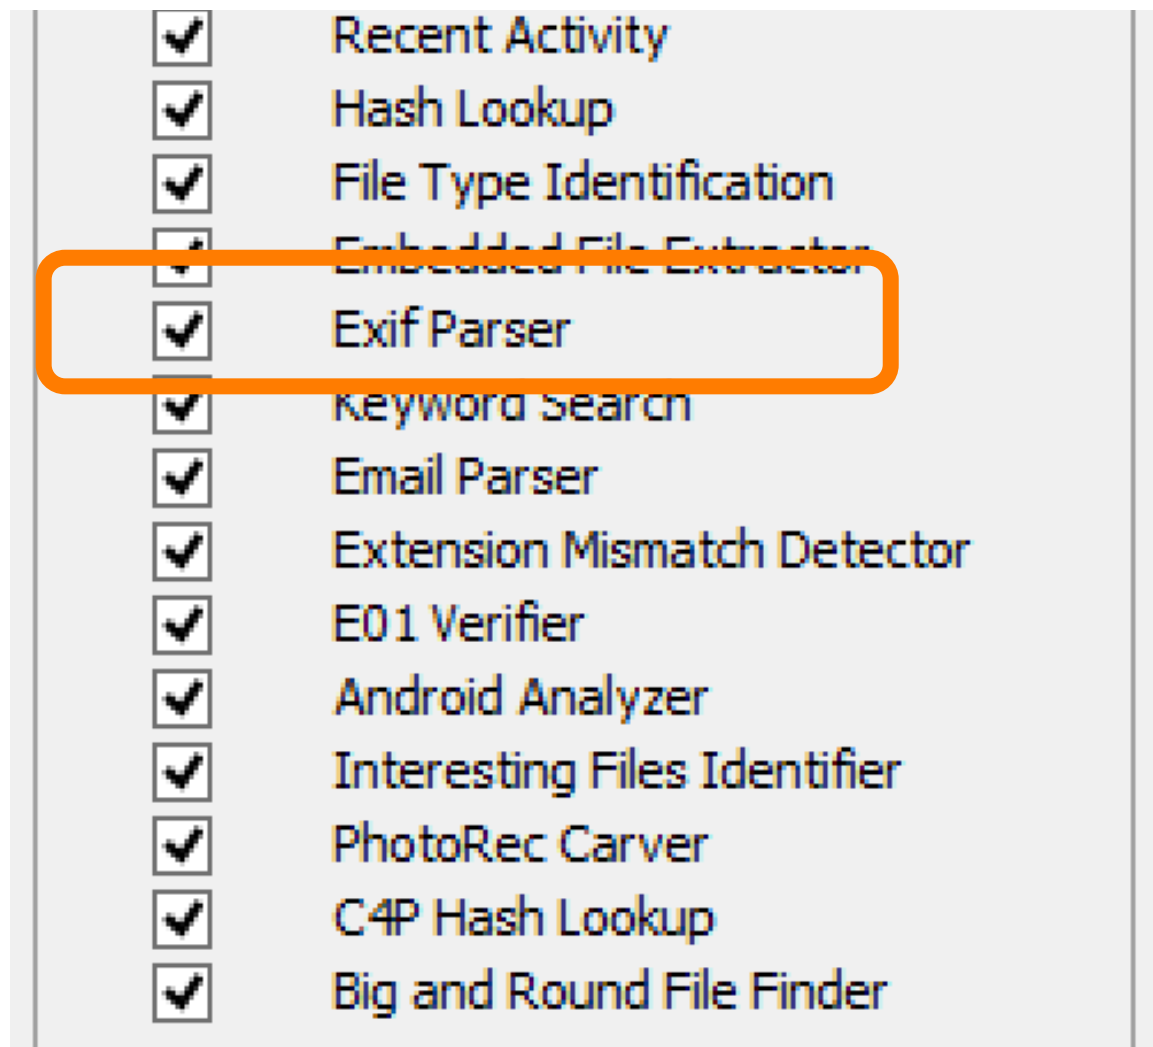 Recent Activity
Hash Lookup
File Type Identification
Embedded File Extractor
Exif Parser
Keyword Search
Email Parser
Extension Mismatch Detector
E01 Verifier
Android Analyzer
Interesting Files Identifier
PhotoRec Carver
C4P Hash Lookup
Big and Round File Finder